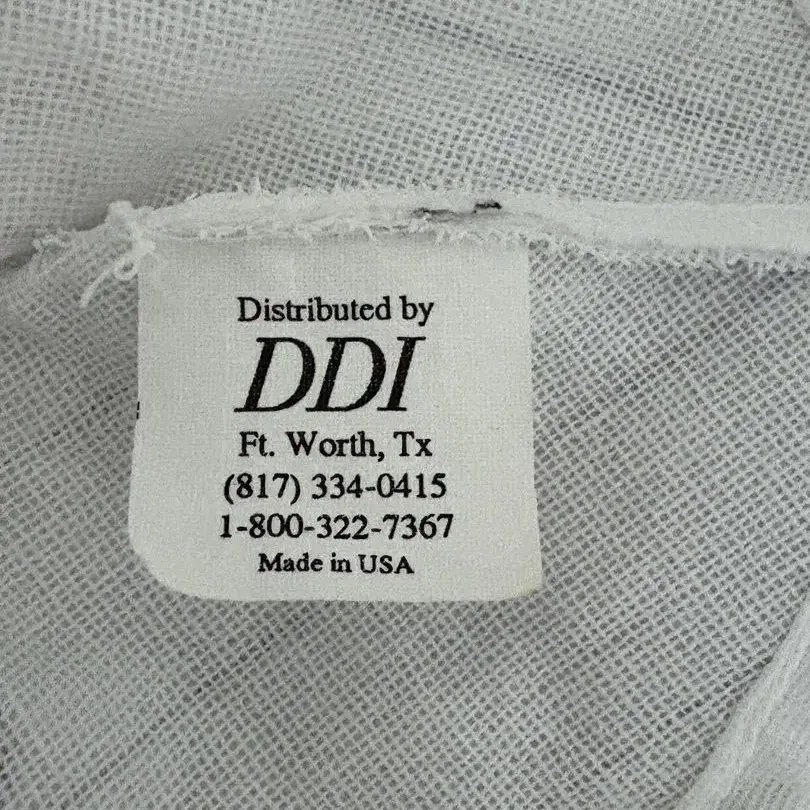 Distributed by
DDI
Ft. Worth, Tx
(817) 334-0415
1-800-322-7367
Made in USA